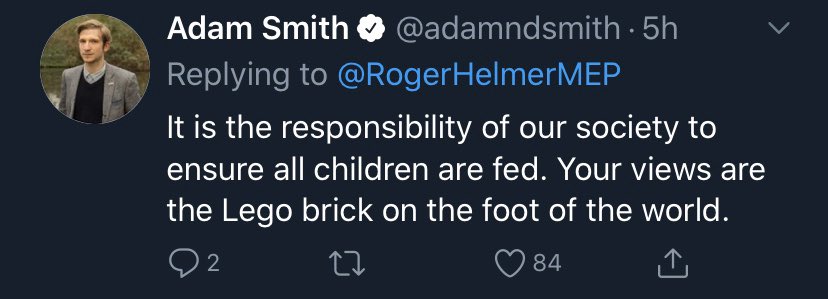 Adam Smith @adamndsmith · 5h
Replying to @RogerHelmerMEP
It is the responsibility of our society to
ensure all children are fed. Your views are
the Lego brick on the foot of the world.
2 84